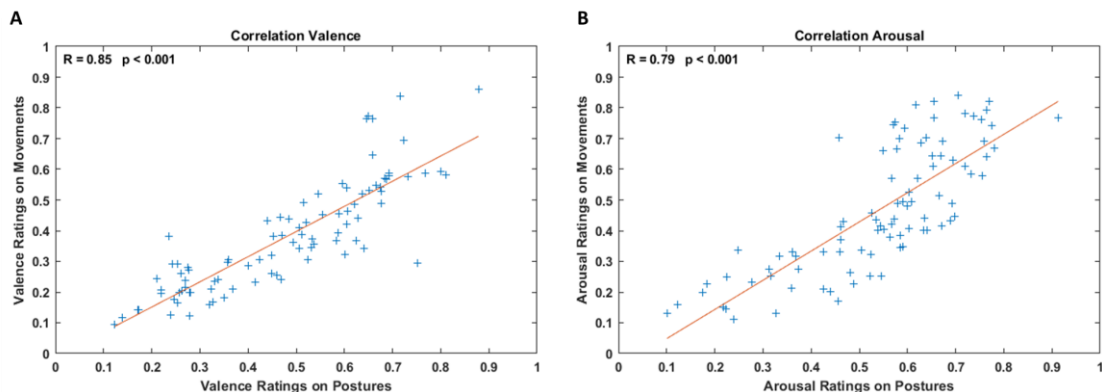 A
Correlation Valence
R = 0.85 p < 0.001
Valence Ratings on Movements
1
0.9
0.8
0.7
0.6
0.5
0.4
0.3
0.2
0.1
0
0 0.1 0.2 0.3 0.4 0.5 0.6 0.7 0.8 0.9 1
Valence Ratings on Postures
B
Correlation Arousal
R = 0.79 p < 0.001
Arousal Ratings on Movements
1
0.9
0.8
0.7
0.6
0.5
0.4
0.3
0.2
0.1
0
0 0.1 0.2 0.3 0.4 0.5 0.6 0.7 0.8 0.9 1
Arousal Ratings on Postures